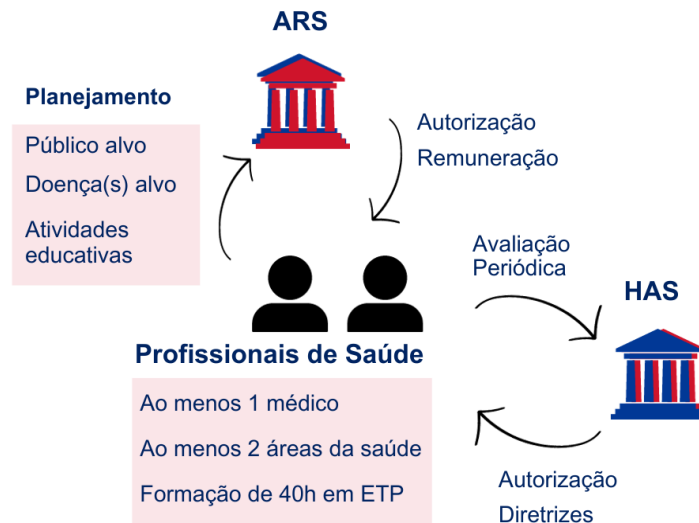 ARS
Planejamento
Público alvo
Doença(s) alvo
Atividades
educativas
Autorização
Remuneração
Avaliação
Periódica
HAS
Profissionais de Saúde
Ao menos 1 médico
Ao menos 2 áreas da saúde
Formação de 40h em ETP
Autorização
Diretrizes